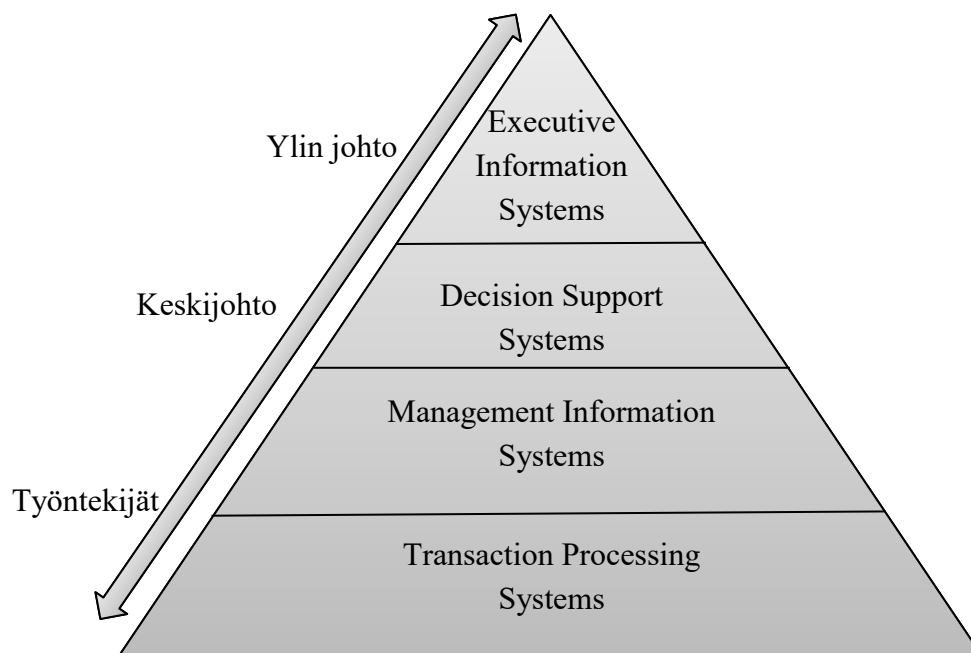 Executive
Information
Systems
Ylin johto
Decision Support
Systems
Keskijohto
Management Information
Systems
Työntekijät
Transaction Processing
Systems